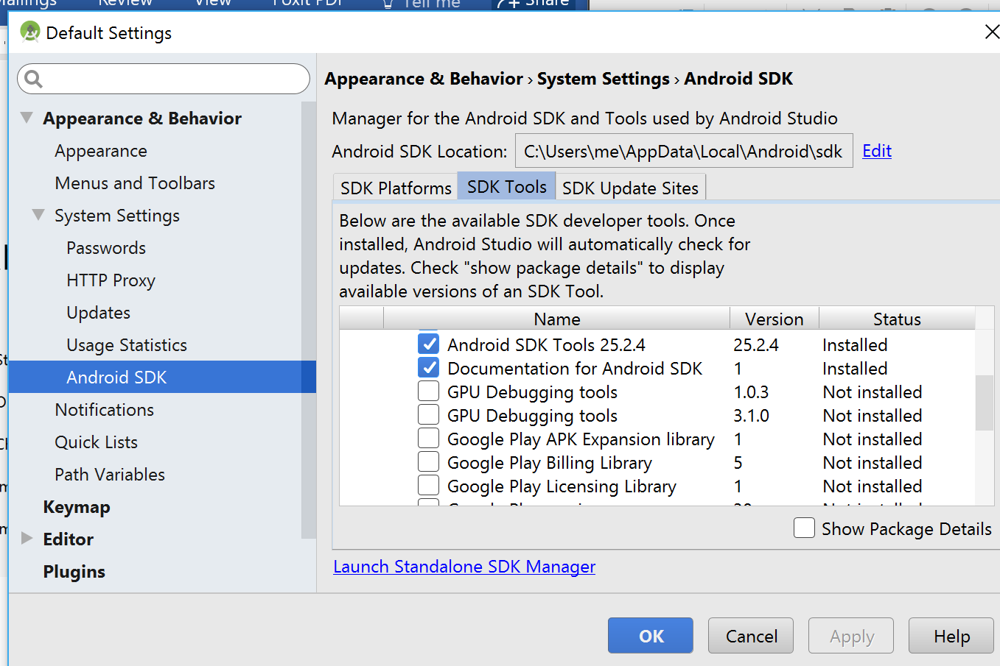 Review
View
Foxit PDF
Tell me
Share
Default Settings
Appearance & Behavior
Appearance
Menus and Toolbars
System Settings
Passwords
HTTP Proxy
Updates
Usage Statistics
Android SDK
Notifications
Quick Lists
Path Variables
Keymap
Editor
Plugins
Appearance & Behavior › System Settings › Android SDK
Manager for the Android SDK and Tools used by Android Studio
Android SDK Location: C:\Users\me\AppData\Local\Android\sdk Edit
SDK Platforms SDK Tools SDK Update Sites
Below are the available SDK developer tools. Once
installed, Android Studio will automatically check for
updates. Check "show package details" to display
available versions of an SDK Tool.
Name Version Status
Android SDK Tools 25.2.4 25.2.4 Installed
Documentation for Android SDK 1 Installed
GPU Debugging tools 1.0.3 Not installed
GPU Debugging tools 3.1.0 Not installed
Google Play APK Expansion library 1 Not installed
Google Play Billing Library 5 Not installed
Google Play Licensing Library 1 Not installed
Show Package Details
Launch Standalone SDK Manager
OK Cancel Apply Help